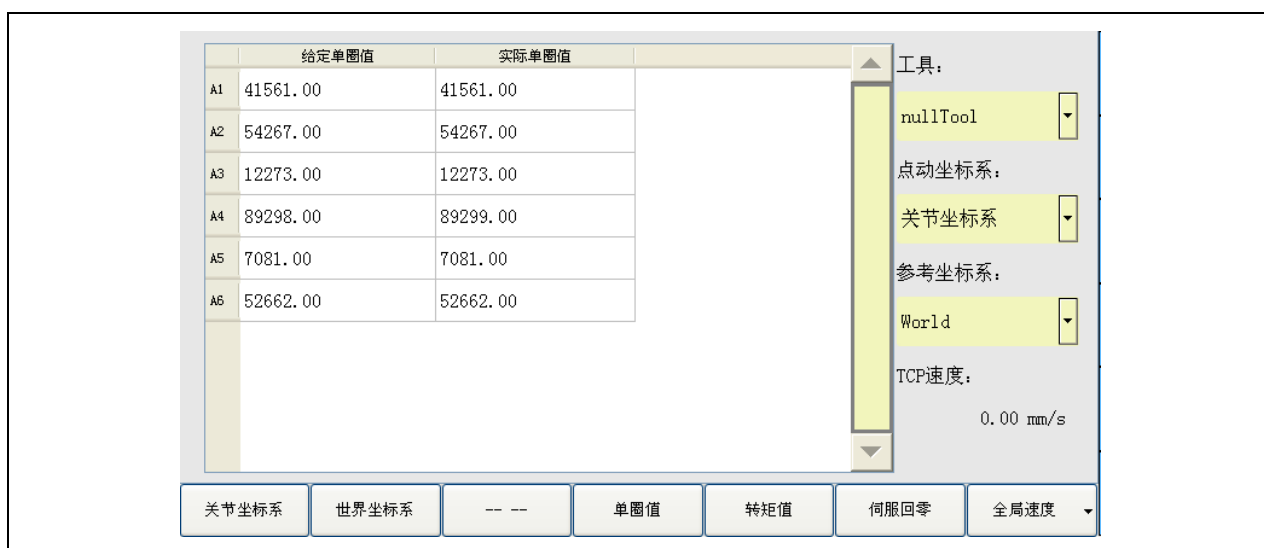 给定单圈值 实际单圈值
A1 41561.00 41561.00
A2 54267.00 54267.00
A3 12273.00 12273.00
A4 89298.00 89299.00
A5 7081.00 7081.00
A6 52662.00 52662.00
工具：
nullTool
点动坐标系：
关节坐标系
参考坐标系：
World
TCP速度：
0.00 mm/s
关节坐标系 世界坐标系 -- -- 单圈值 转矩值 伺服回零 全局速度